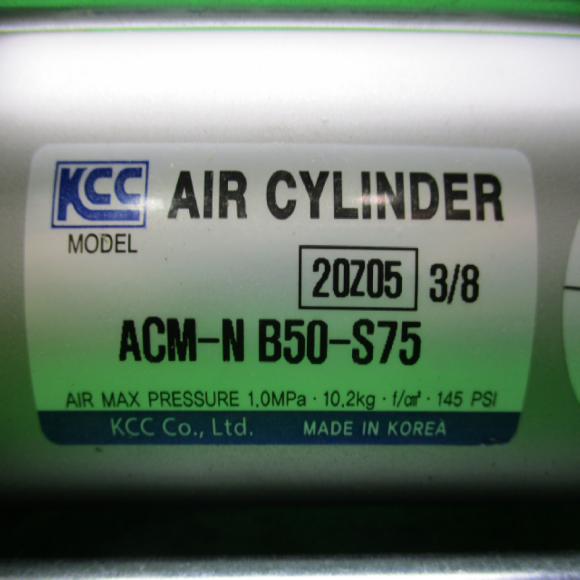 KCC AIR CYLINDER
MODEL
20Z05 3/8
ACM-N B50-S75
AIR MAX PRESSURE 1.0MPa · 10.2kg · f/㎠ · 145 PSI
KCC Co., Ltd. MADE IN KOREA